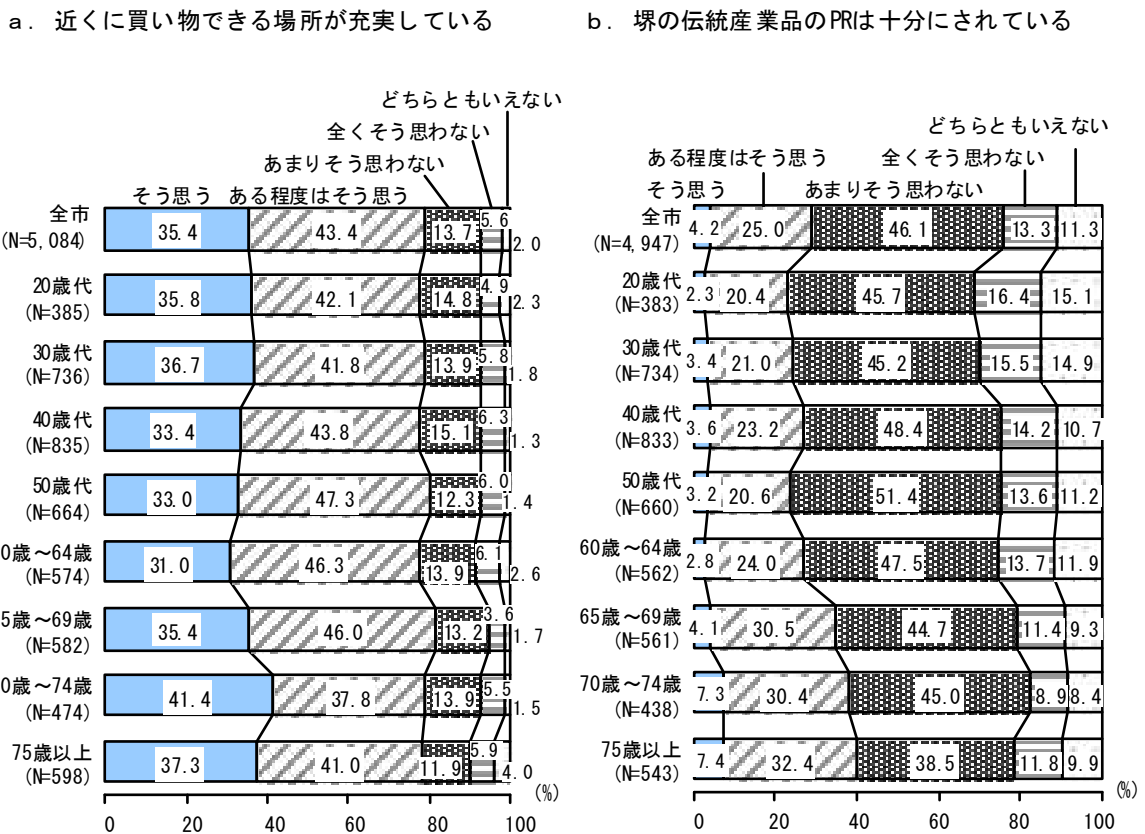 a. 近くに買い物できる場所が充実している
どちらともいえない
全くそう思わない
あまりそう思わない
そう思う ある程度はそう思う
全市
(N=5,084)
35.4 43.4 13.7 5.6 2.0
20歳代
(N=385)
35.8 42.1 14.8 4.9 2.3
30歳代
(N=736)
36.7 41.8 13.9 5.8 1.8
40歳代
(N=835)
33.4 43.8 15.1 6.3 1.3
50歳代
(N=664)
33.0 47.3 12.3 6.0 1.4
0歳～64歳
(N=574)
31.0 46.3 13.9 6.1 2.6
5歳～69歳
(N=582)
35.4 46.0 13.2 3.6 1.7
0歳～74歳
(N=474)
41.4 37.8 13.9 5.5 1.5
75歳以上
(N=598)
37.3 41.0 11.9 5.9 4.0
(%)
0 20 40 60 80 100
b. 堺の伝統産業品のPRは十分にされている
どちらともいえない
ある程度はそう思う 全くそう思わない
そう思う あまりそう思わない
全市
(N=4,947)
4.2 25.0 46.1 13.3 11.3
20歳代
(N=383)
2.3 20.4 45.7 16.4 15.1
30歳代
(N=734)
3.4 21.0 45.2 15.5 14.9
40歳代
(N=833)
3.6 23.2 48.4 14.2 10.7
50歳代
(N=660)
3.2 20.6 51.4 13.6 11.2
60歳～64歳
(N=562)
2.8 24.0 47.5 13.7 11.9
65歳～69歳
(N=561)
4.1 30.5 44.7 11.4 9.3
70歳～74歳
(N=438)
7.3 30.4 45.0 8.9 8.4
75歳以上
(N=543)
7.4 32.4 38.5 11.8 9.9
(%)
0 20 40 60 80 100